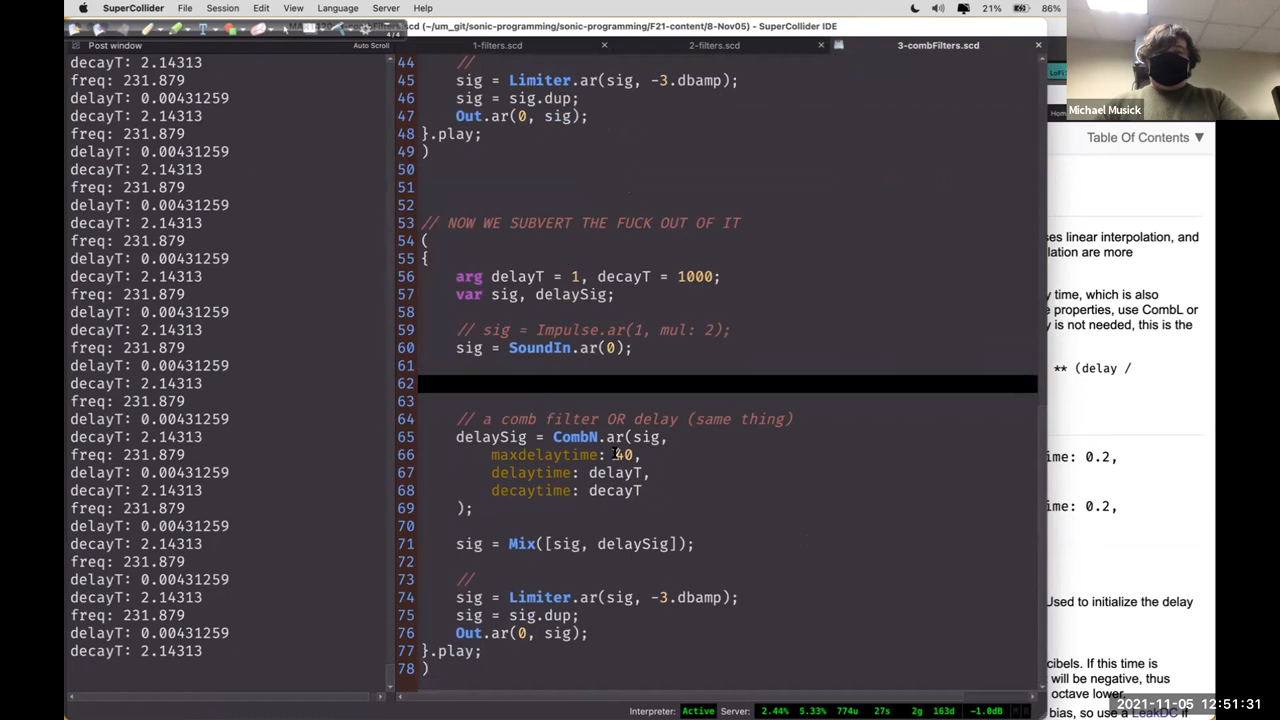 SuperCollider File Session Edit View Language Server Help
21% 86%
.scd (~/um_git/sonic-programming/sonic-programming/F21-content/8-Nov05) - SuperCollider IDE
4/4
Post window Auto Scroll
1-filters.scd 2-filters.scd 3-combFilters.scd
Michael Musick
decayT: 2.14313
freq: 231.879
delayT: 0.00431259
decayT: 2.14313
freq: 231.879
delayT: 0.00431259
decayT: 2.14313
freq: 231.879
delayT: 0.00431259
decayT: 2.14313
freq: 231.879
delayT: 0.00431259
decayT: 2.14313
freq: 231.879
delayT: 0.00431259
decayT: 2.14313
freq: 231.879
delayT: 0.00431259
decayT: 2.14313
freq: 231.879
delayT: 0.00431259
decayT: 2.14313
freq: 231.879
delayT: 0.00431259
decayT: 2.14313
freq: 231.879
delayT: 0.00431259
decayT: 2.14313
freq: 231.879
delayT: 0.00431259
decayT: 2.14313
freq: 231.879
delayT: 0.00431259
decayT: 2.14313
44 //
45 sig = Limiter.ar(sig, -3.dbamp);
46 sig = sig.dup;
47 Out.ar(0, sig);
48 }.play;
49 )
50
51
52
53 // NOW WE SUBVERT THE FUCK OUT OF IT
54 (
55 {
56 arg delayT = 1, decayT = 1000;
57 var sig, delaySig;
58
59 // sig = Impulse.ar(1, mul: 2);
60 sig = SoundIn.ar(0);
61
62
63
64 // a comb filter OR delay (same thing)
65 delaySig = CombN.ar(sig,
66 maxdelaytime: 40,
67 delaytime: delayT,
68 decaytime: decayT
69 );
70
71 sig = Mix([sig, delaySig]);
72
73 //
74 sig = Limiter.ar(sig, -3.dbamp);
75 sig = sig.dup;
76 Out.ar(0, sig);
77 }.play;
78 )
Table Of Contents ▼
ses linear interpolation, and
lation are more
y time, which is also
e properties, use CombL or
y is not needed, this is the
** (delay /
ime: 0.2,
ime: 0.2,
Used to initialize the delay
cibels. If this time is
will be negative, thus
octave lower.
bias, so use a LeakDC if
Interpreter: Active Server: 2.44% 5.33% 774u 27s 2g 163d -1.0dB
2021-11-05 12:51:31